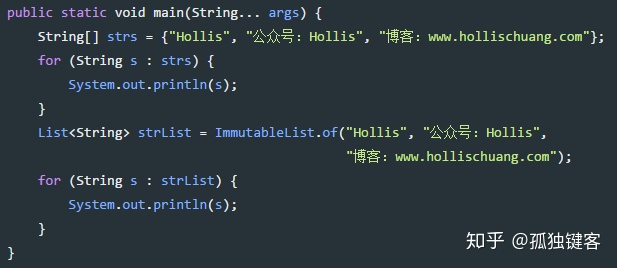 public static void main(String... args) {
    String[] strs = {"Hollis", "公众号：Hollis", "博客：www.hollischuang.com"};
    for (String s : strs) {
        System.out.println(s);
    }
    List<String> strList = ImmutableList.of("Hollis", "公众号：Hollis",
                                            "博客：www.hollischuang.com");
    for (String s : strList) {
        System.out.println(s);
    }
}
知乎 @孤独键客